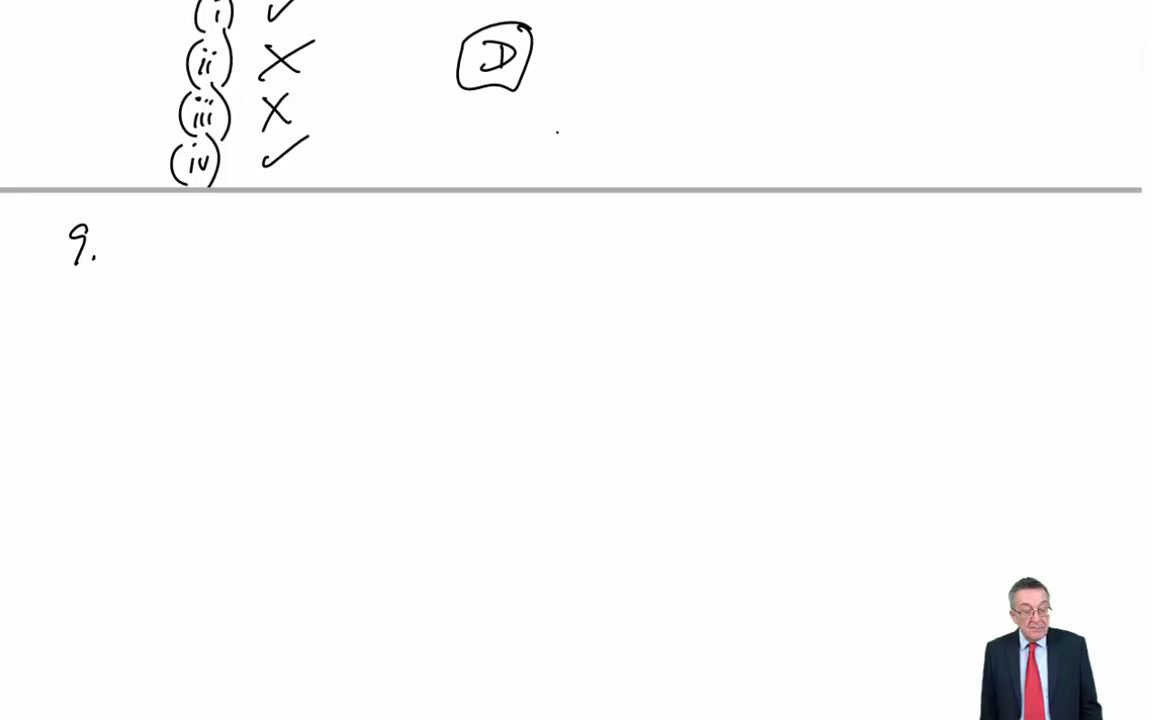 (i) ✓
(ii) X
(iii) X
(iv) ✓
D
9.